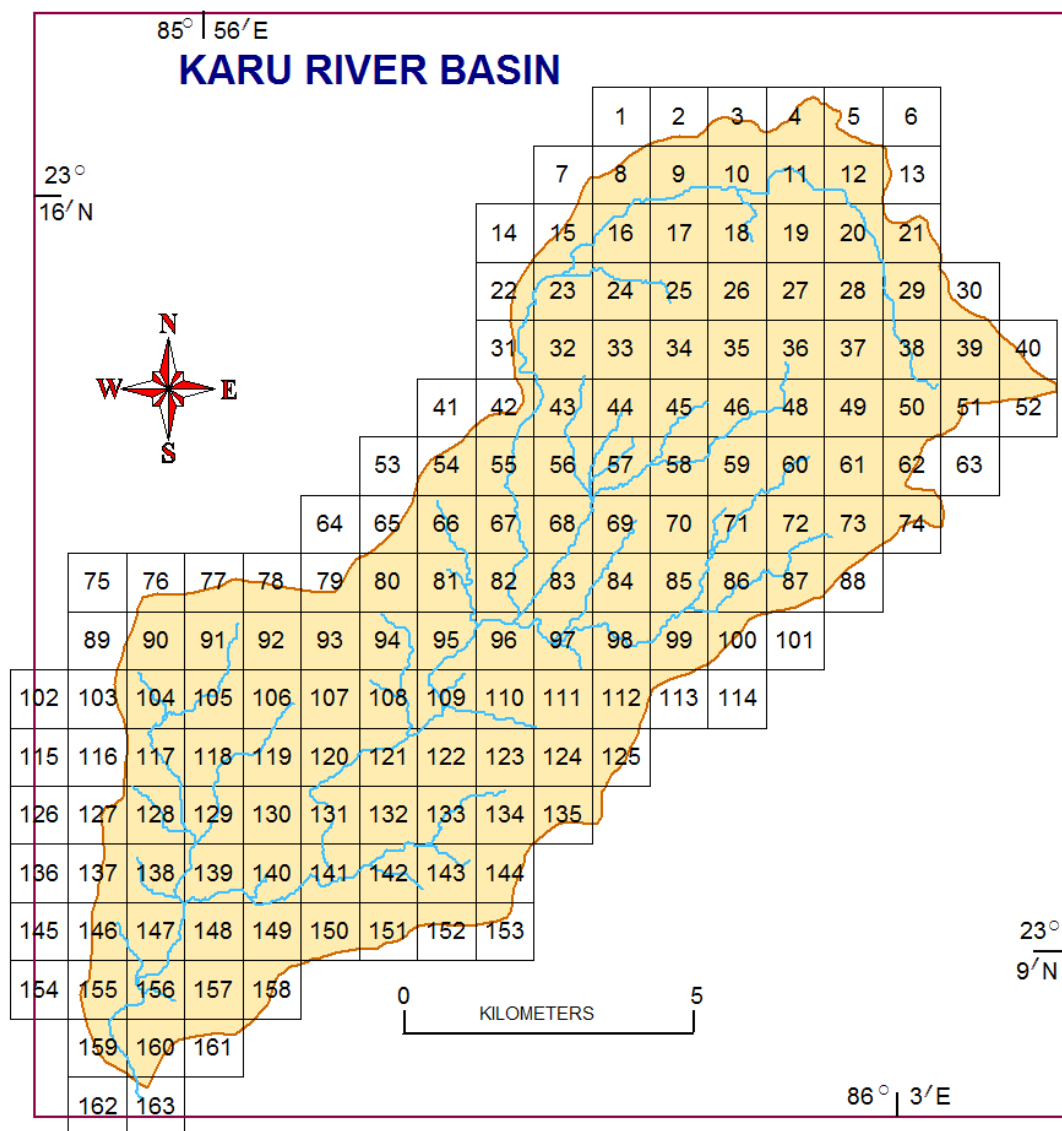 85° 56′E
KARU RIVER BASIN
1 2 3 4 5 6
23°
16′N
7 8 9 10 11 12 13
14 15 16 17 18 19 20 21
22 23 24 25 26 27 28 29 30
N
31 32 33 34 35 36 37 38 39 40
W E
41 42 43 44 45 46 48 49 50 51 52
S
53 54 55 56 57 58 59 60 61 62 63
64 65 66 67 68 69 70 71 72 73 74
75 76 77 78 79 80 81 82 83 84 85 86 87 88
89 90 91 92 93 94 95 96 97 98 99 100 101
102 103 104 105 106 107 108 109 110 111 112 113 114
115 116 117 118 119 120 121 122 123 124 125
126 127 128 129 130 131 132 133 134 135
136 137 138 139 140 141 142 143 144
145 146 147 148 149 150 151 152 153
23°
9′N
154 155 156 157 158
0 5
KILOMETERS
159 160 161
86° 3′E
162 163